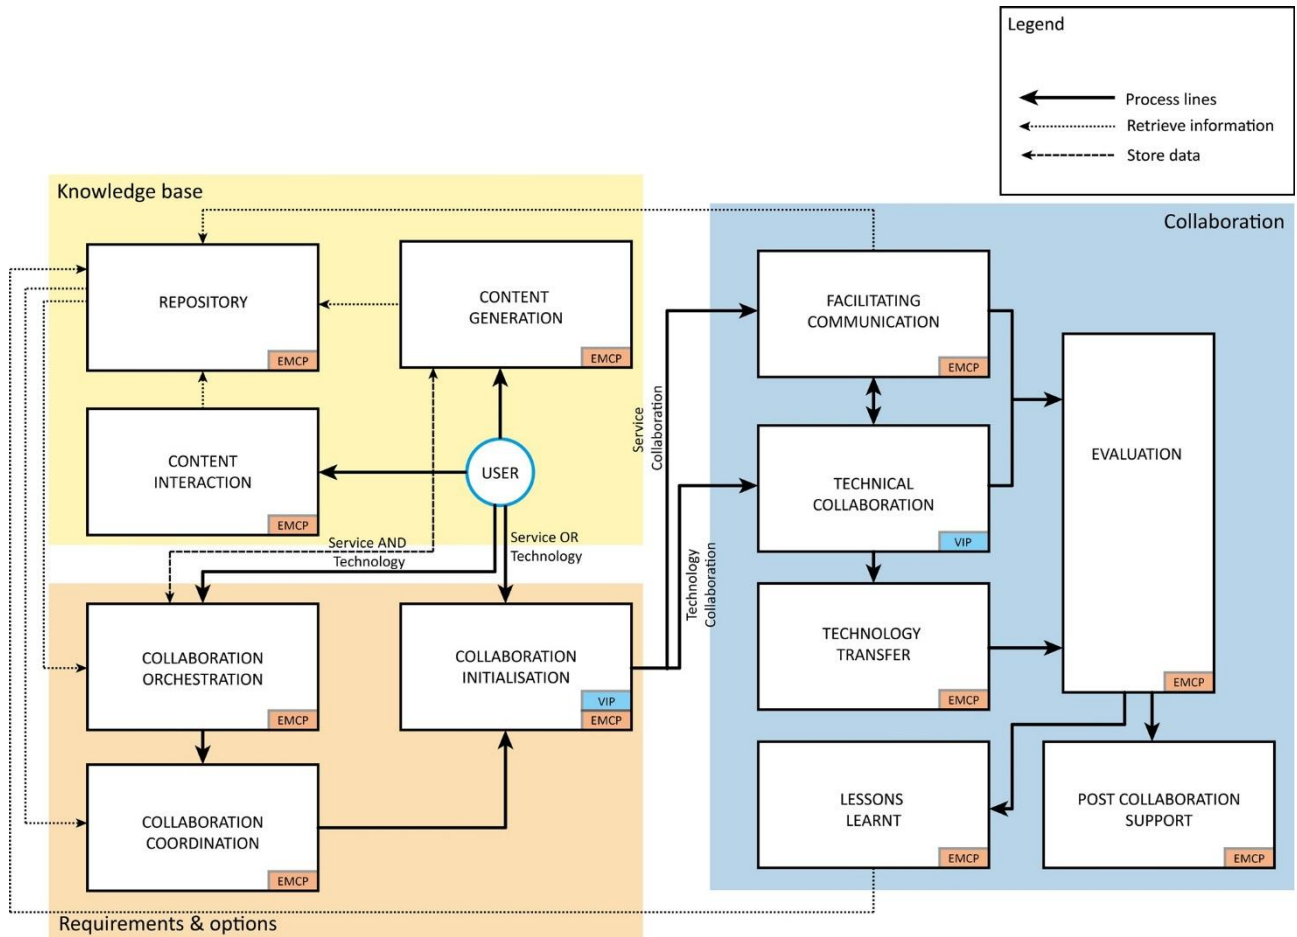 Legend
Process lines
Retrieve information
Store data
Knowledge base
REPOSITORY
EMCP
CONTENT
GENERATION
EMCP
CONTENT
INTERACTION
EMCP
USER
Service AND
Technology
Service OR
Technology
Requirements & options
COLLABORATION
ORCHESTRATION
EMCP
COLLABORATION
INITIALISATION
VIP
EMCP
COLLABORATION
COORDINATION
EMCP
Service
Collaboration
Technology
Collaboration
Collaboration
FACILITATING
COMMUNICATION
EMCP
TECHNICAL
COLLABORATION
VIP
TECHNOLOGY
TRANSFER
EMCP
EVALUATION
EMCP
LESSONS
LEARNT
EMCP
POST COLLABORATION
SUPPORT
EMCP